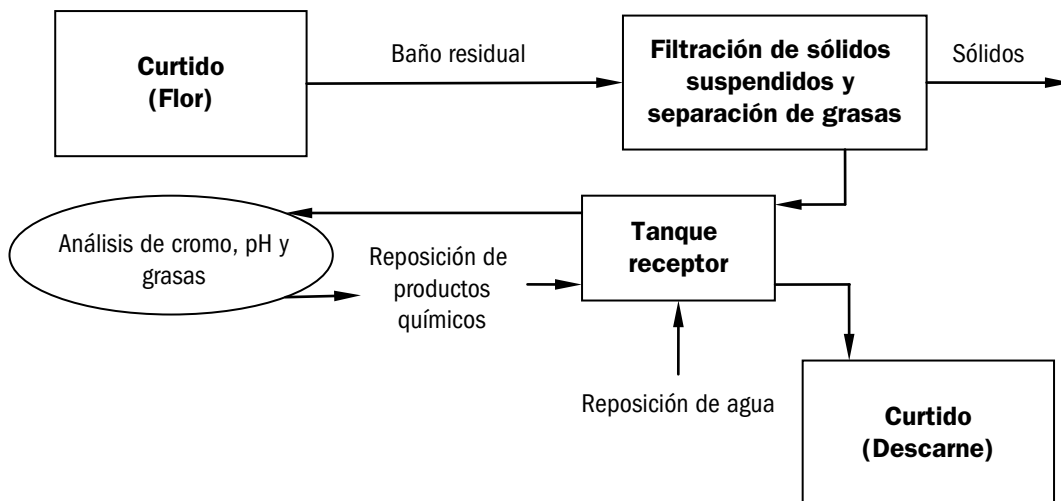 Curtido
(Flor)
Baño residual
Filtración de sólidos
suspendidos y
separación de grasas
Sólidos
Análisis de cromo, pH y
grasas
Reposición de
productos
químicos
Tanque
receptor
Reposición de agua
Curtido
(Descarne)